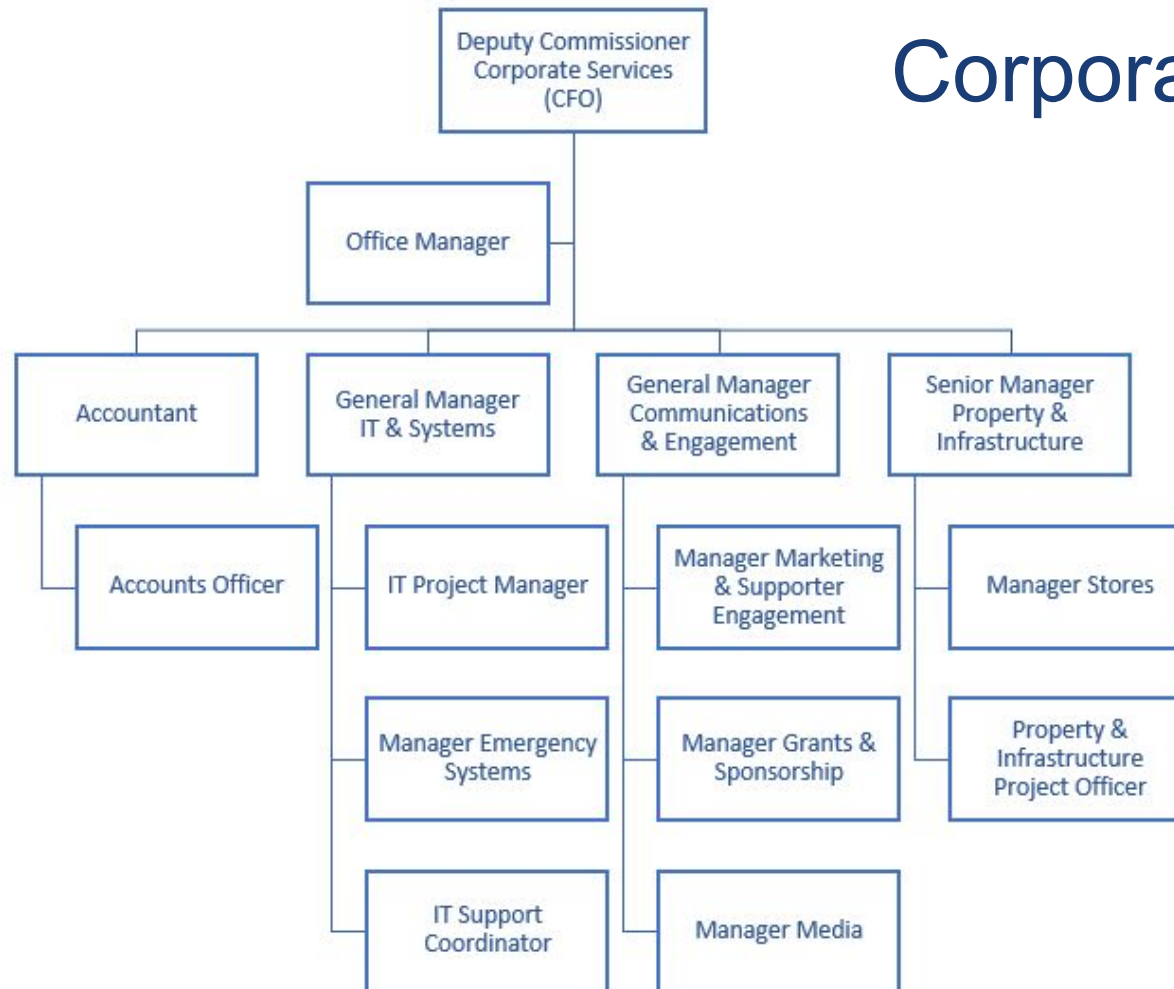 Corpora
Deputy Commissioner
Corporate Services
(CFO)
Office Manager
Accountant
General Manager
IT & Systems
General Manager
Communications
& Engagement
Senior Manager
Property &
Infrastructure
Accounts Officer
IT Project Manager
Manager Marketing
& Supporter
Engagement
Manager Stores
Manager Emergency
Systems
Manager Grants &
Sponsorship
Property &
Infrastructure
Project Officer
IT Support
Coordinator
Manager Media